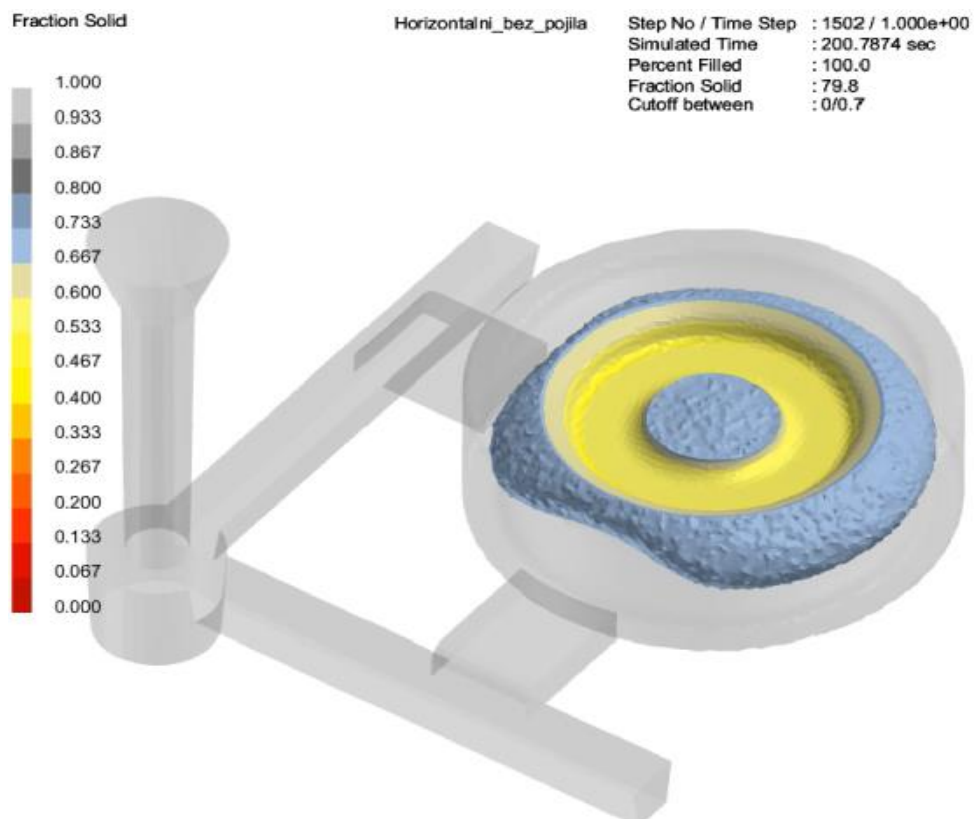 Fraction Solid
Horizontalni_bez_pojila
Step No / Time Step : 1502 / 1.000e+00
Simulated Time : 200.7874 sec
Percent Filled : 100.0
Fraction Solid : 79.8
Cutoff between : 0/0.7
1.000
0.933
0.867
0.800
0.733
0.667
0.600
0.533
0.467
0.400
0.333
0.267
0.200
0.133
0.067
0.000